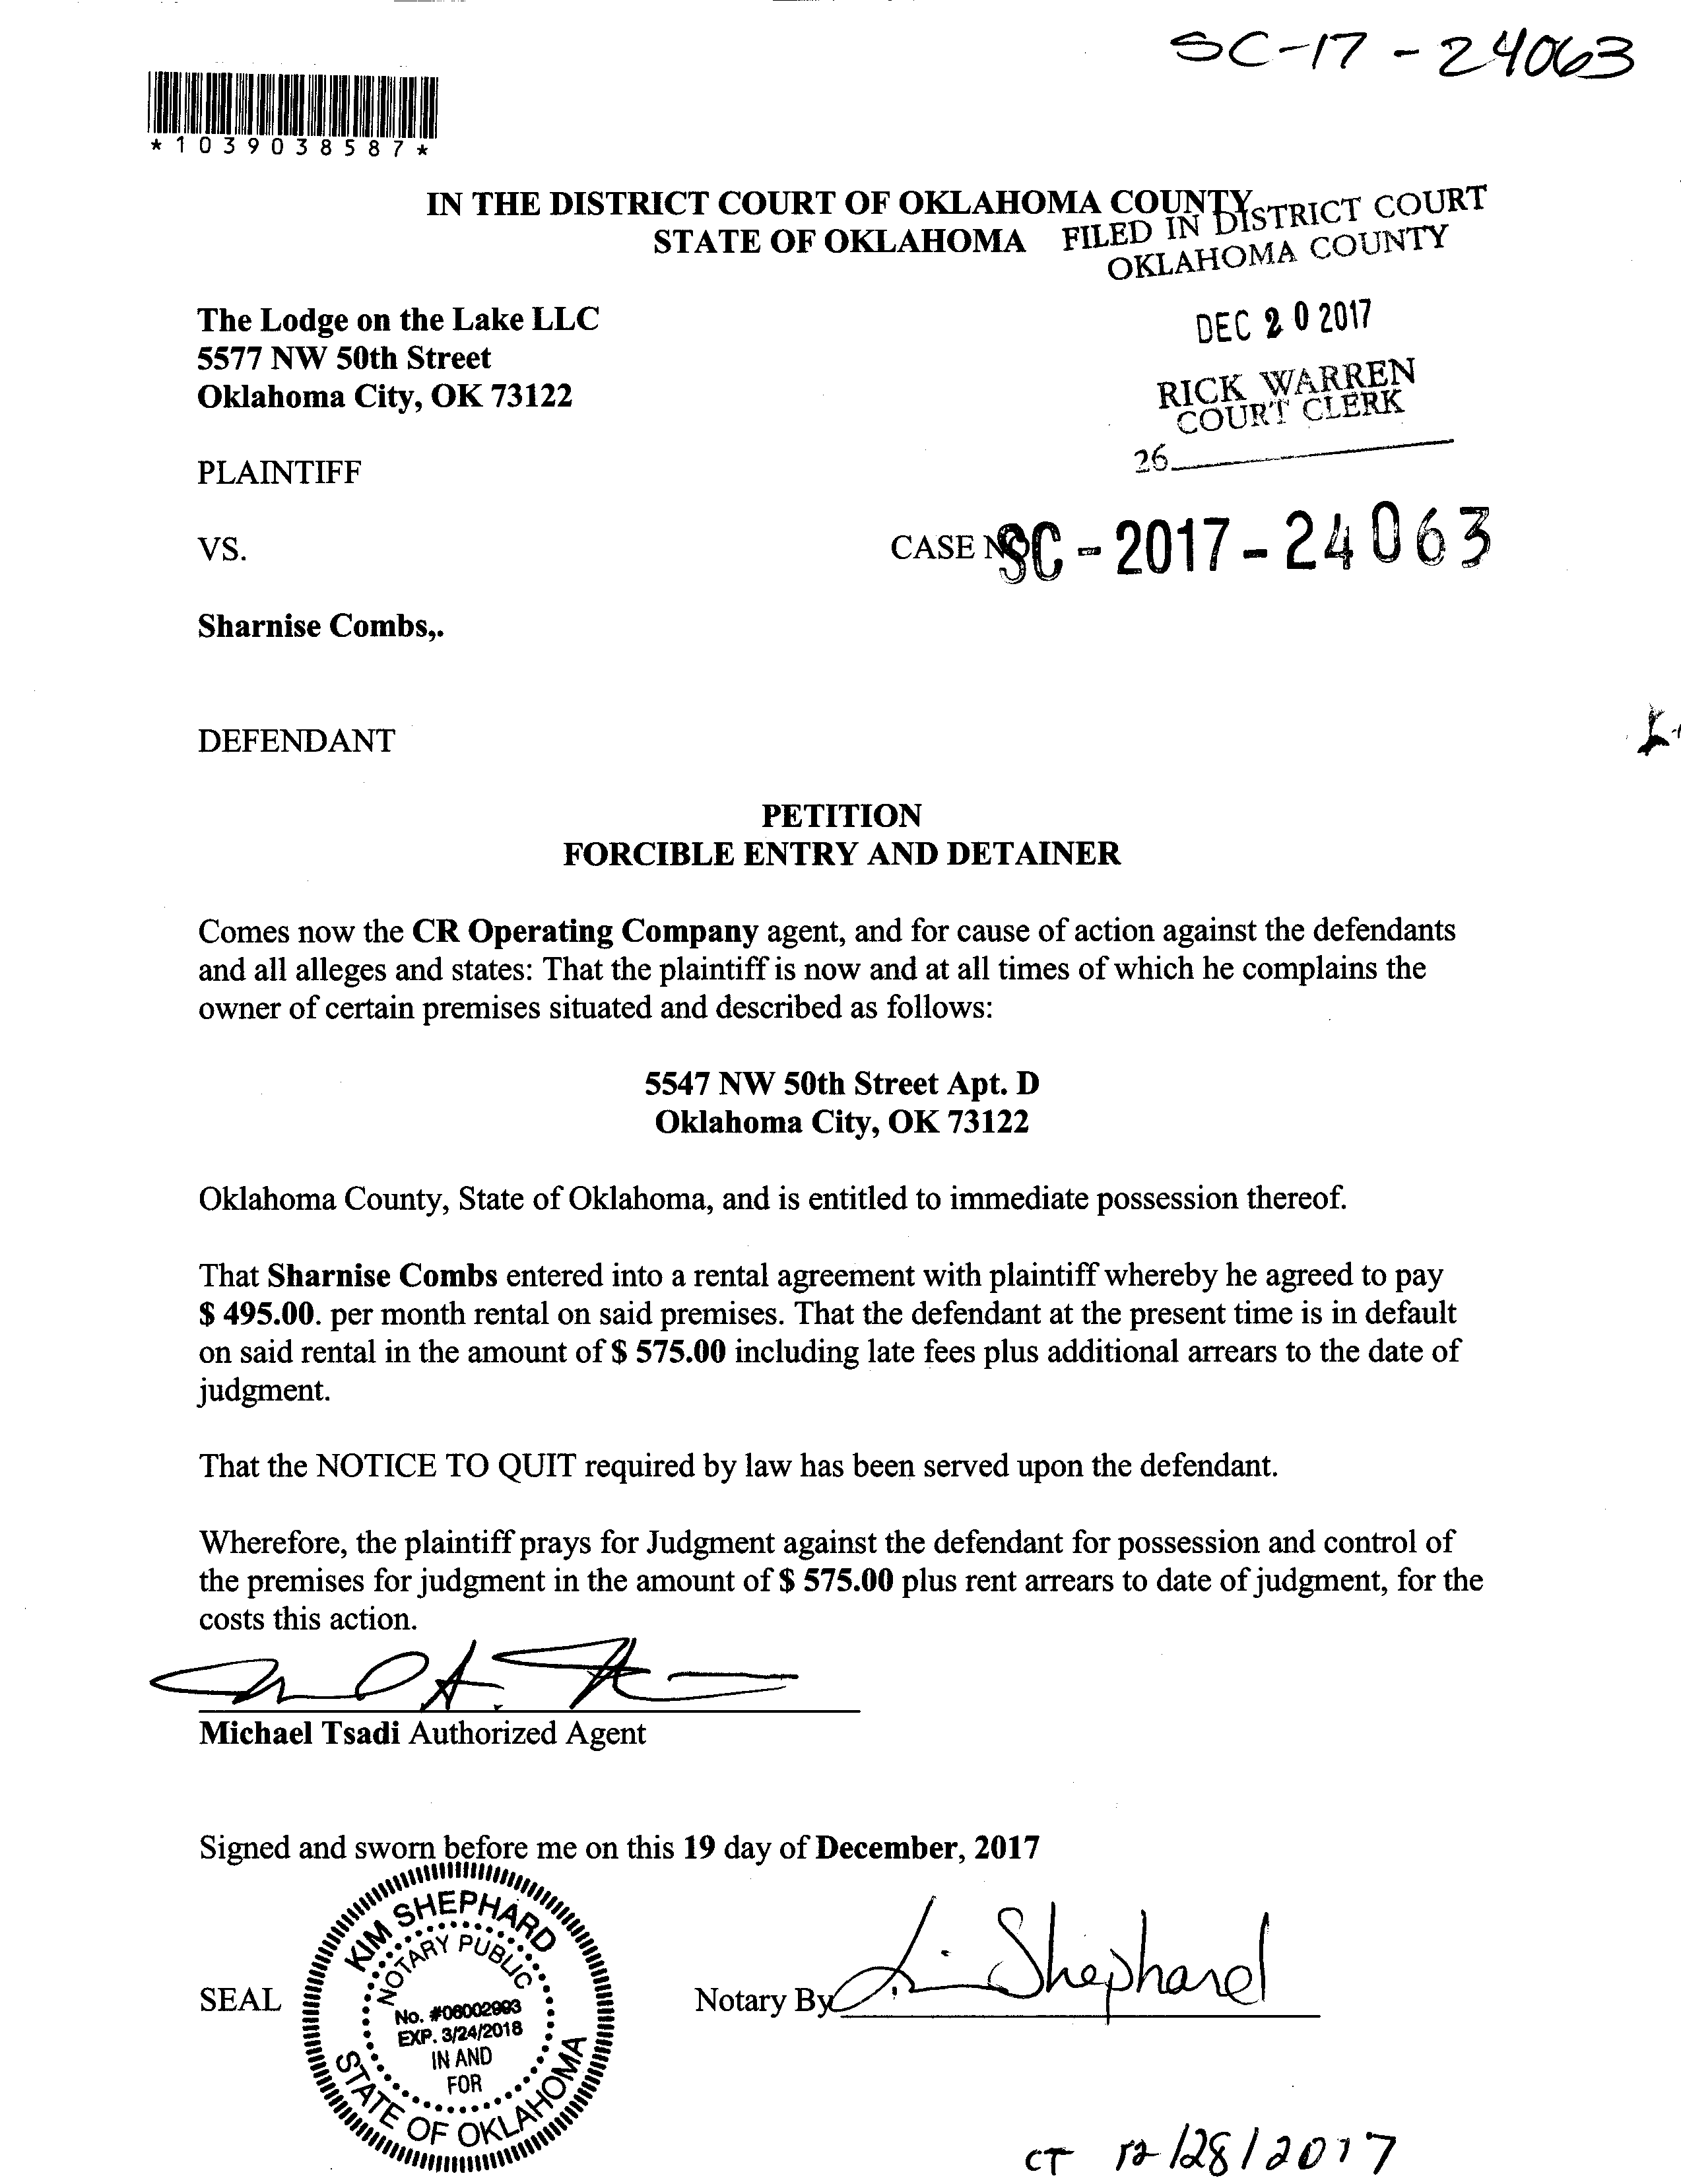 SC-17-24063
*1039038587*
IN THE DISTRICT COURT OF OKLAHOMA COUNTY
STATE OF OKLAHOMA
FILED IN DISTRICT COURT
OKLAHOMA COUNTY
The Lodge on the Lake LLC
5577 NW 50th Street
Oklahoma City, OK 73122
DEC 20 2017
RICK WARREN
COURT CLERK
26
PLAINTIFF
VS.
CASE NO
SC-2017-24063
Sharnise Combs,.
DEFENDANT
PETITION
FORCIBLE ENTRY AND DETAINER
Comes now the CR Operating Company agent, and for cause of action against the defendants
and all alleges and states: That the plaintiff is now and at all times of which he complains the
owner of certain premises situated and described as follows:
5547 NW 50th Street Apt. D
Oklahoma City, OK 73122
Oklahoma County, State of Oklahoma, and is entitled to immediate possession thereof.
That Sharnise Combs entered into a rental agreement with plaintiff whereby he agreed to pay
$ 495.00. per month rental on said premises. That the defendant at the present time is in default
on said rental in the amount of $ 575.00 including late fees plus additional arrears to the date of
judgment.
That the NOTICE TO QUIT required by law has been served upon the defendant.
Wherefore, the plaintiff prays for Judgment against the defendant for possession and control of
the premises for judgment in the amount of $ 575.00 plus rent arrears to date of judgment, for the
costs this action.
Michael Tsadi Authorized Agent
Signed and sworn before me on this 19 day of December, 2017
SEAL
KIM SHEPHARD
NOTARY PUBLIC
No. #06002993
EXP. 3/24/2018
IN AND
FOR
STATE OF OKLAHOMA
Notary By
Shephard
CT 12/28/2017